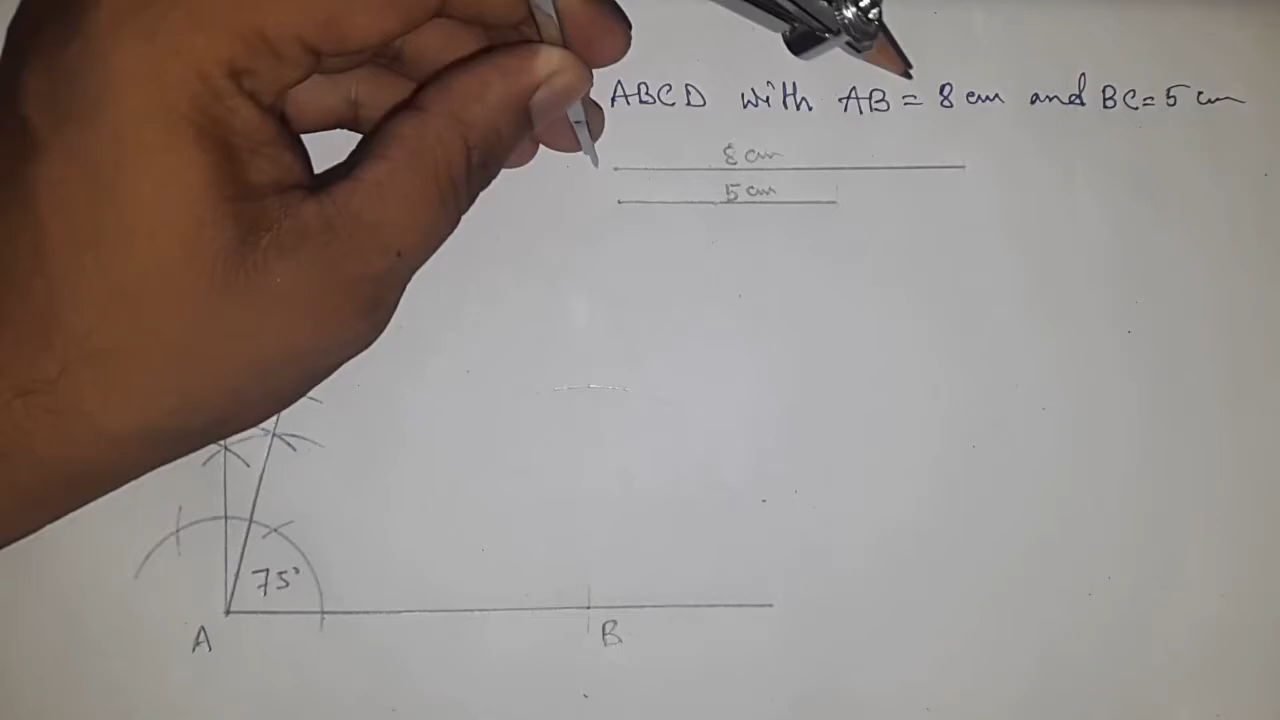 ABCD with AB = 8 cm and BC = 5 cm
8 cm
5 cm
75°
A
B